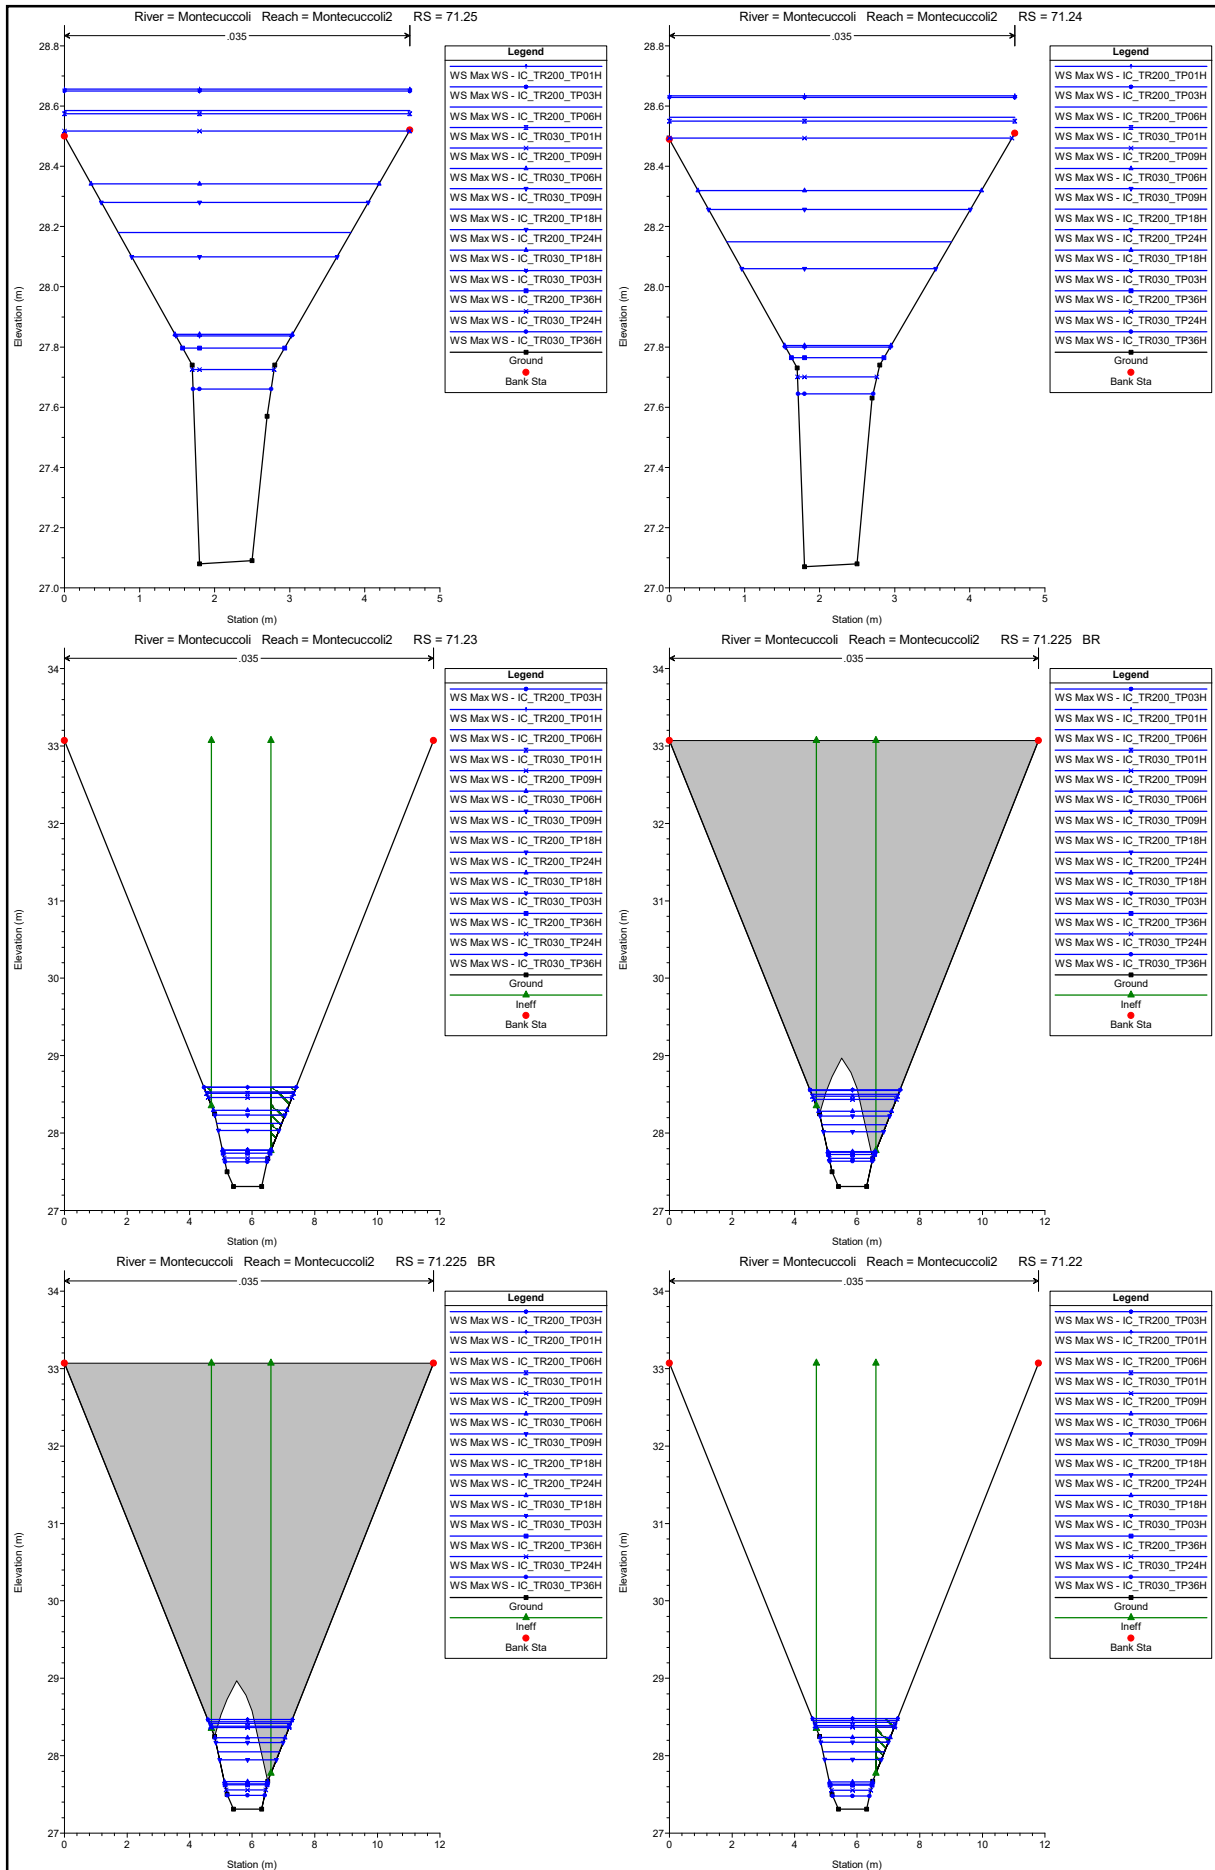 River = Montecuccoli Reach = Montecuccoli2 RS = 71.25
.035
28.8
28.6
28.4
28.2
28.0
27.8
27.6
27.4
27.2
27.0
Elevation (m)
0 1 2 3 4 5
Station (m)
Legend
WS Max WS - IC_TR200_TP01H
WS Max WS - IC_TR200_TP03H
WS Max WS - IC_TR200_TP06H
WS Max WS - IC_TR030_TP01H
WS Max WS - IC_TR200_TP09H
WS Max WS - IC_TR030_TP06H
WS Max WS - IC_TR030_TP09H
WS Max WS - IC_TR200_TP18H
WS Max WS - IC_TR200_TP24H
WS Max WS - IC_TR030_TP18H
WS Max WS - IC_TR030_TP03H
WS Max WS - IC_TR200_TP36H
WS Max WS - IC_TR030_TP24H
WS Max WS - IC_TR030_TP36H
Ground
Bank Sta
River = Montecuccoli Reach = Montecuccoli2 RS = 71.24
.035
28.8
28.6
28.4
28.2
28.0
27.8
27.6
27.4
27.2
27.0
Elevation (m)
0 1 2 3 4 5
Station (m)
Legend
WS Max WS - IC_TR200_TP01H
WS Max WS - IC_TR200_TP03H
WS Max WS - IC_TR200_TP06H
WS Max WS - IC_TR030_TP01H
WS Max WS - IC_TR200_TP09H
WS Max WS - IC_TR030_TP06H
WS Max WS - IC_TR030_TP09H
WS Max WS - IC_TR200_TP18H
WS Max WS - IC_TR200_TP24H
WS Max WS - IC_TR030_TP18H
WS Max WS - IC_TR030_TP03H
WS Max WS - IC_TR200_TP36H
WS Max WS - IC_TR030_TP24H
WS Max WS - IC_TR030_TP36H
Ground
Bank Sta
River = Montecuccoli Reach = Montecuccoli2 RS = 71.23
.035
34
33
32
31
30
29
28
27
Elevation (m)
0 2 4 6 8 10 12
Station (m)
Legend
WS Max WS - IC_TR200_TP03H
WS Max WS - IC_TR200_TP01H
WS Max WS - IC_TR200_TP06H
WS Max WS - IC_TR030_TP01H
WS Max WS - IC_TR200_TP09H
WS Max WS - IC_TR030_TP06H
WS Max WS - IC_TR030_TP09H
WS Max WS - IC_TR200_TP18H
WS Max WS - IC_TR200_TP24H
WS Max WS - IC_TR030_TP18H
WS Max WS - IC_TR030_TP03H
WS Max WS - IC_TR200_TP36H
WS Max WS - IC_TR030_TP24H
WS Max WS - IC_TR030_TP36H
Ground
Ineff
Bank Sta
River = Montecuccoli Reach = Montecuccoli2 RS = 71.225 BR
.035
34
33
32
31
30
29
28
27
Elevation (m)
0 2 4 6 8 10 12
Station (m)
Legend
WS Max WS - IC_TR200_TP03H
WS Max WS - IC_TR200_TP01H
WS Max WS - IC_TR200_TP06H
WS Max WS - IC_TR030_TP01H
WS Max WS - IC_TR200_TP09H
WS Max WS - IC_TR030_TP06H
WS Max WS - IC_TR030_TP09H
WS Max WS - IC_TR200_TP18H
WS Max WS - IC_TR200_TP24H
WS Max WS - IC_TR030_TP18H
WS Max WS - IC_TR030_TP03H
WS Max WS - IC_TR200_TP36H
WS Max WS - IC_TR030_TP24H
WS Max WS - IC_TR030_TP36H
Ground
Ineff
Bank Sta
River = Montecuccoli Reach = Montecuccoli2 RS = 71.225 BR
.035
34
33
32
31
30
29
28
27
Elevation (m)
0 2 4 6 8 10 12
Station (m)
Legend
WS Max WS - IC_TR200_TP03H
WS Max WS - IC_TR200_TP01H
WS Max WS - IC_TR200_TP06H
WS Max WS - IC_TR030_TP01H
WS Max WS - IC_TR200_TP09H
WS Max WS - IC_TR030_TP06H
WS Max WS - IC_TR030_TP09H
WS Max WS - IC_TR200_TP18H
WS Max WS - IC_TR200_TP24H
WS Max WS - IC_TR030_TP18H
WS Max WS - IC_TR030_TP03H
WS Max WS - IC_TR200_TP36H
WS Max WS - IC_TR030_TP24H
WS Max WS - IC_TR030_TP36H
Ground
Ineff
Bank Sta
River = Montecuccoli Reach = Montecuccoli2 RS = 71.22
.035
34
33
32
31
30
29
28
27
Elevation (m)
0 2 4 6 8 10 12
Station (m)
Legend
WS Max WS - IC_TR200_TP03H
WS Max WS - IC_TR200_TP01H
WS Max WS - IC_TR200_TP06H
WS Max WS - IC_TR030_TP01H
WS Max WS - IC_TR200_TP09H
WS Max WS - IC_TR030_TP06H
WS Max WS - IC_TR030_TP09H
WS Max WS - IC_TR200_TP18H
WS Max WS - IC_TR200_TP24H
WS Max WS - IC_TR030_TP18H
WS Max WS - IC_TR030_TP03H
WS Max WS - IC_TR200_TP36H
WS Max WS - IC_TR030_TP24H
WS Max WS - IC_TR030_TP36H
Ground
Ineff
Bank Sta